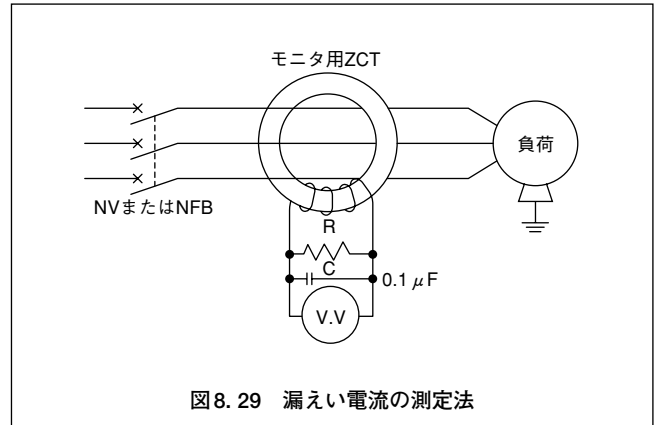 モニタ用ZCT
負荷
NVまたはNFB
R
C
0.1 μF
V.V
図8. 29 漏えい電流の測定法